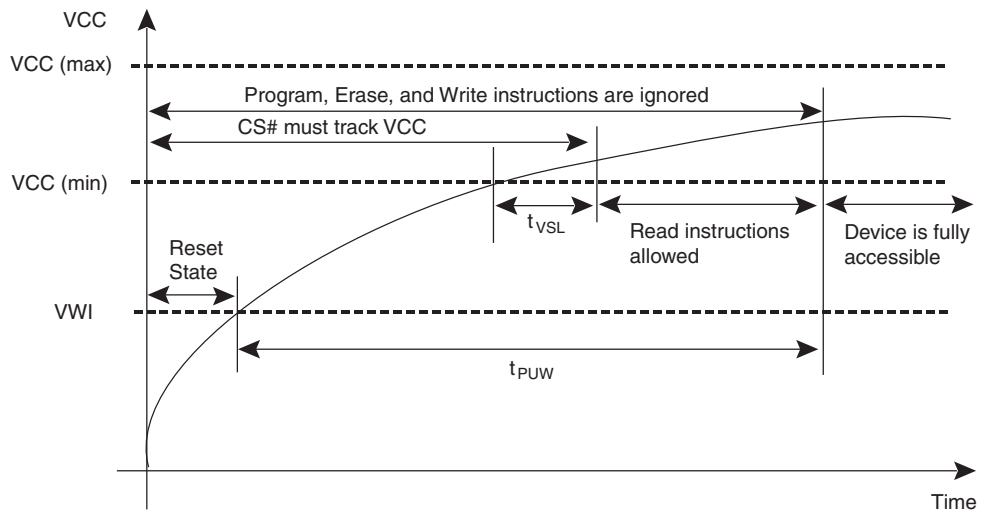 VCC
VCC (max)
Program, Erase, and Write instructions are ignored
CS# must track VCC
VCC (min)
tVSL
Read instructions
allowed
Device is fully
accessible
Reset
State
VWI
tPUW
Time